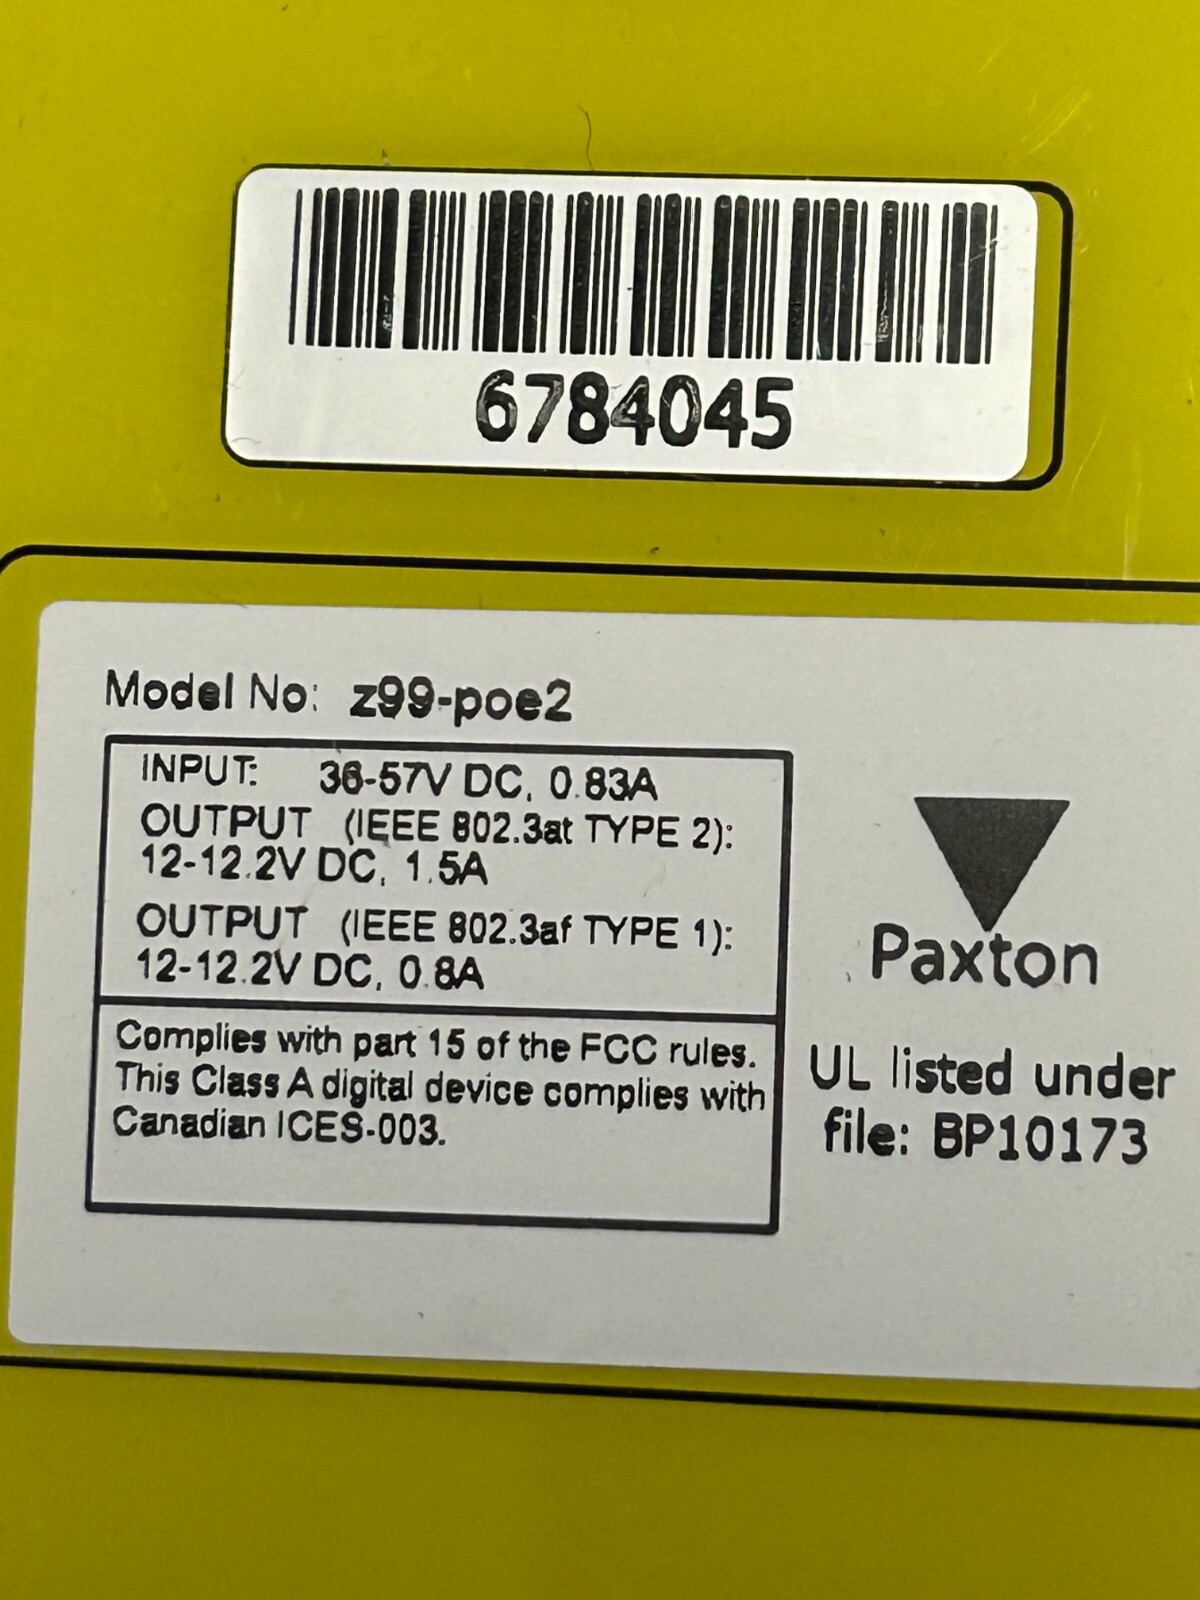 6784045
Model No: z99-poe2
INPUT: 36-57V DC, 0.83A
OUTPUT (IEEE 802.3at TYPE 2):
12-12.2V DC, 1.5A
OUTPUT (IEEE 802.3af TYPE 1):
12-12.2V DC, 0.8A
Complies with part 15 of the FCC rules.
This Class A digital device complies with
Canadian ICES-003.
Paxton
UL listed under
file: BP10173